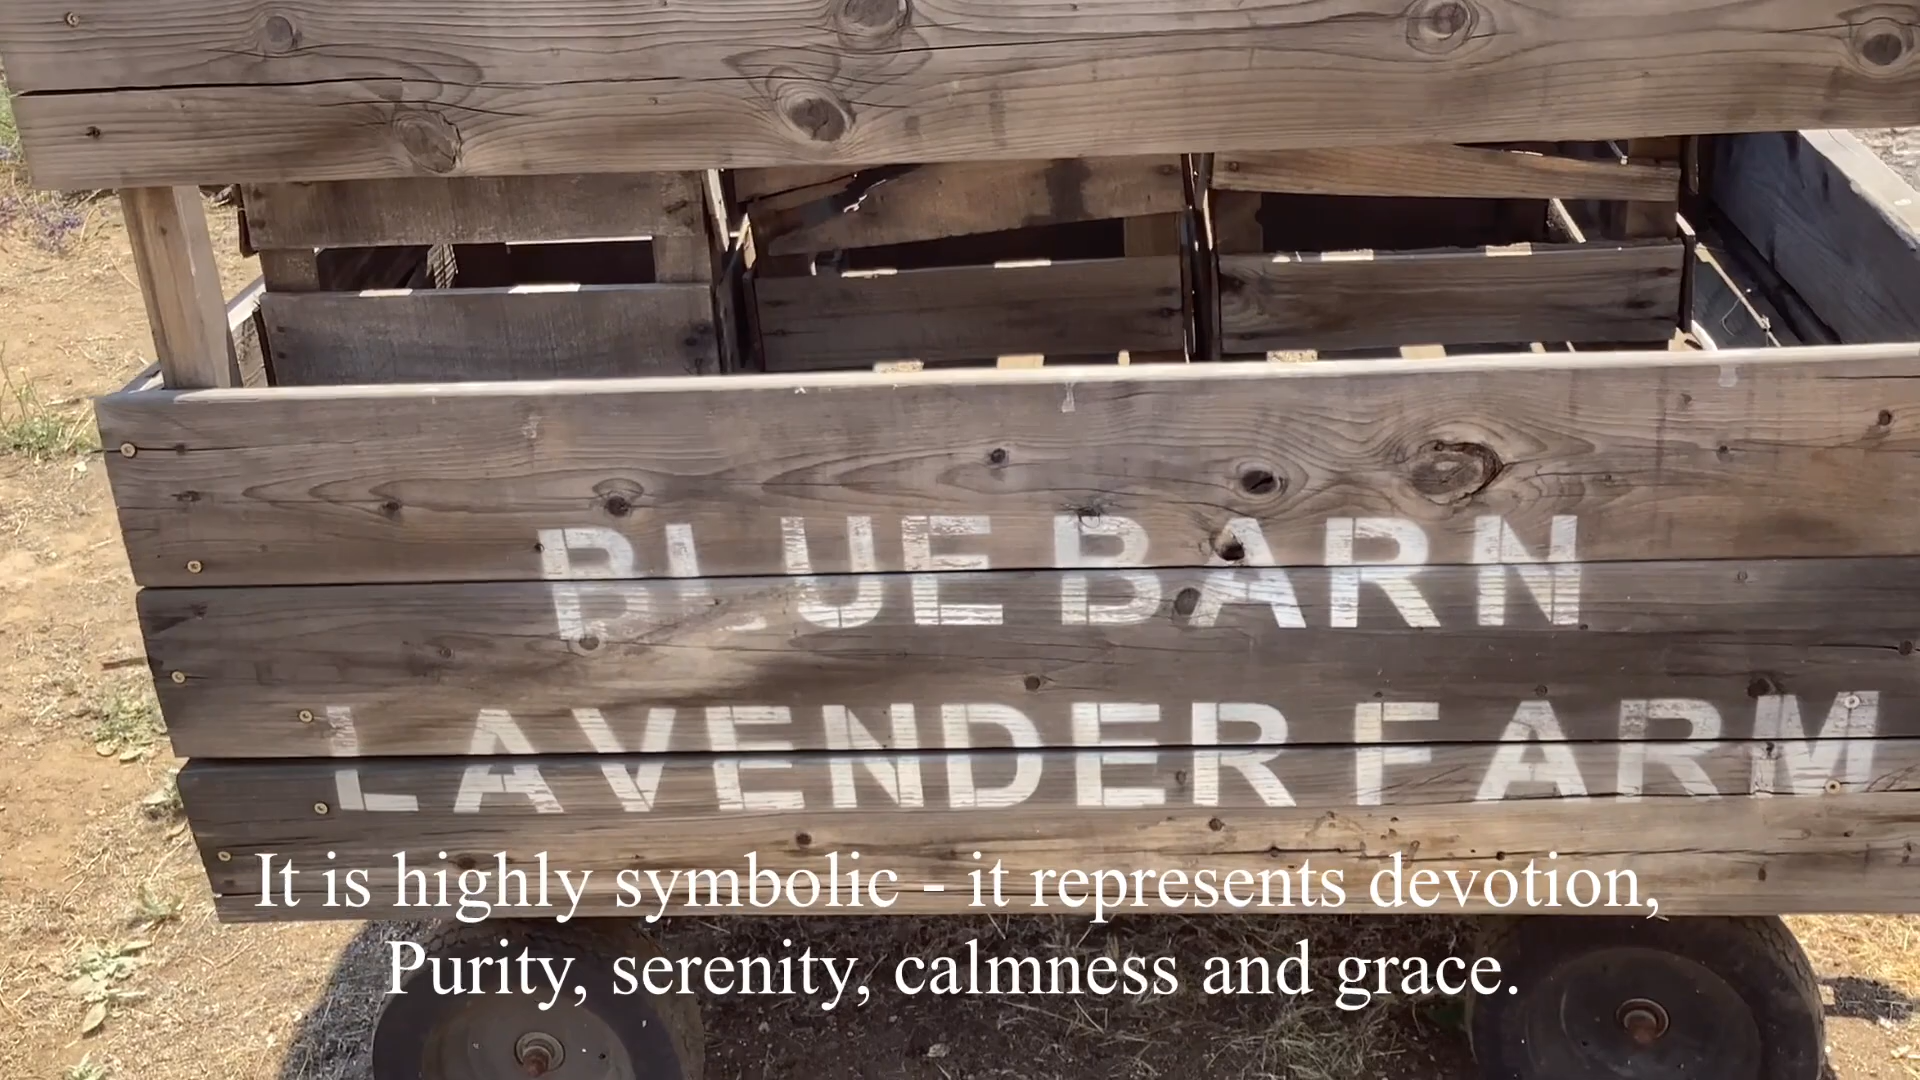 BLUE BARN
LAVENDER FARM
It is highly symbolic - it represents devotion,
Purity, serenity, calmness and grace.